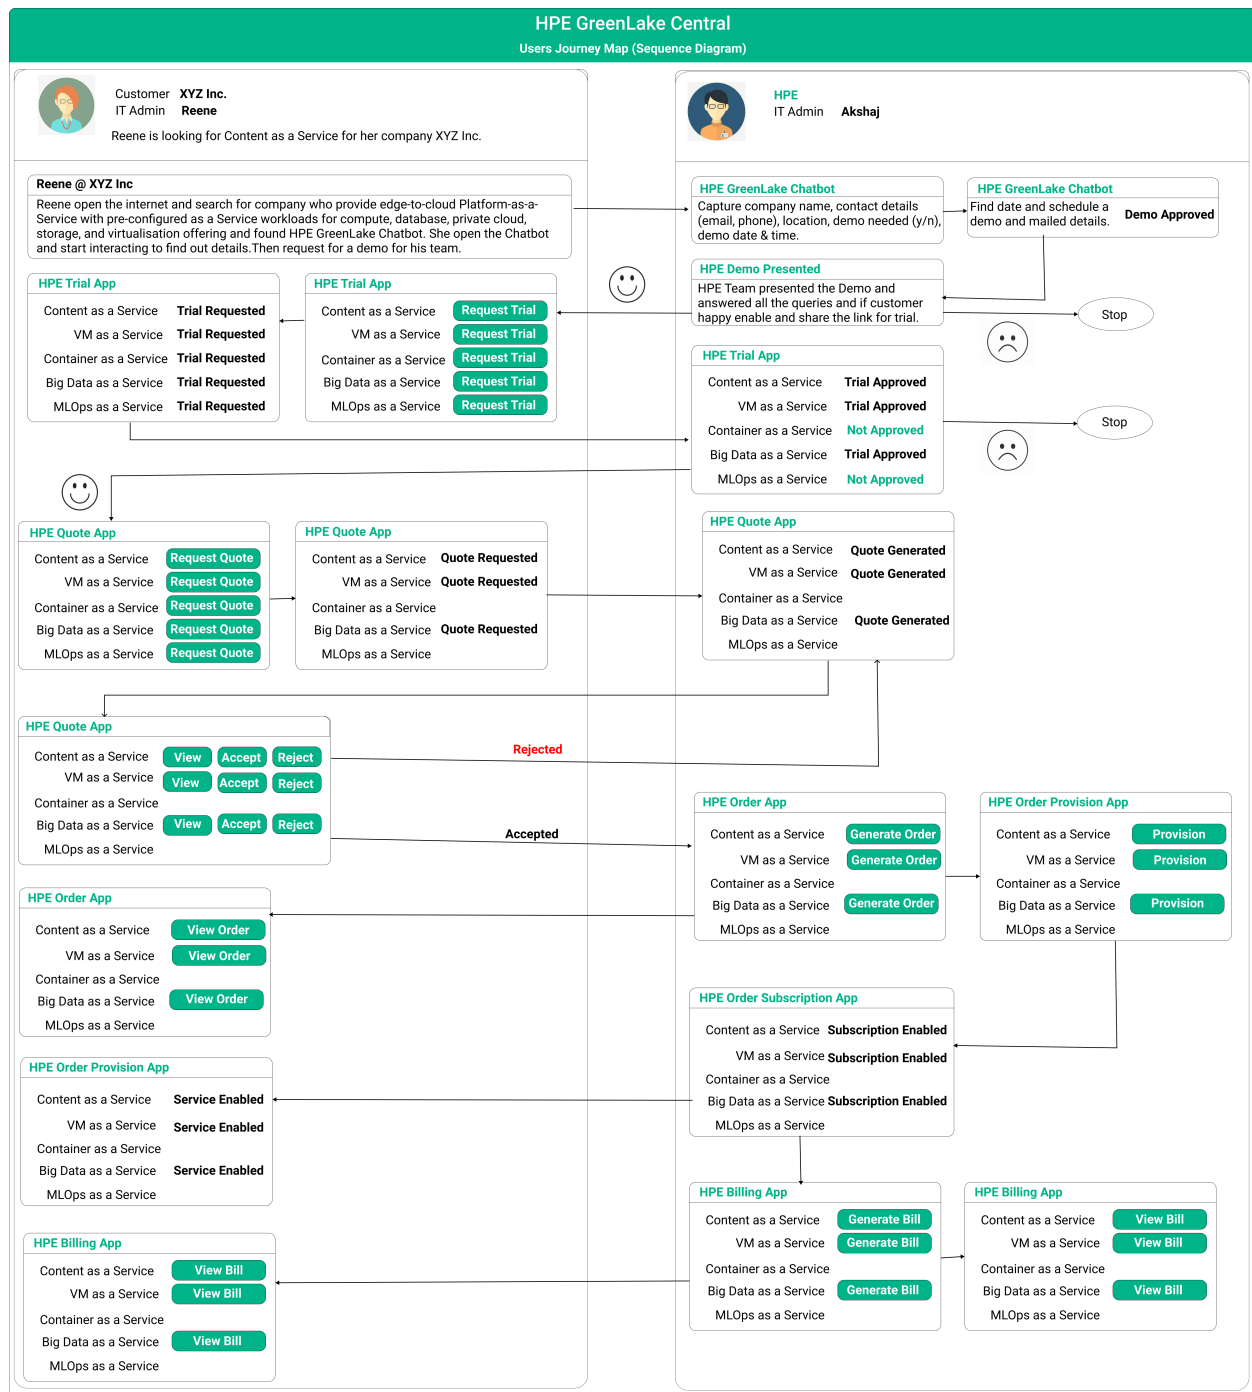 HPE GreenLake Central
Users Journey Map (Sequence Diagram)
Customer XYZ Inc.
IT Admin Reene
Reene is looking for Content as a Service for her company XYZ Inc.
HPE
IT Admin Akshaj
Reene @ XYZ Inc
Reene open the internet and search for company who provide edge-to-cloud Platform-as-a-
Service with pre-configured as a Service workloads for compute, database, private cloud,
storage, and virtualisation offering and found HPE GreenLake Chatbot. She open the Chatbot
and start interacting to find out details.Then request for a demo for his team.
HPE GreenLake Chatbot
Capture company name, contact details
(email, phone), location, demo needed (y/n),
demo date & time.
HPE GreenLake Chatbot
Find date and schedule a
demo and mailed details.
Demo Approved
HPE Demo Presented
HPE Team presented the Demo and
answered all the queries and if customer
happy enable and share the link for trial.
Stop
HPE Trial App
Content as a Service Trial Requested
VM as a Service Trial Requested
Container as a Service Trial Requested
Big Data as a Service Trial Requested
MLOps as a Service Trial Requested
HPE Trial App
Content as a Service Request Trial
VM as a Service Request Trial
Container as a Service Request Trial
Big Data as a Service Request Trial
MLOps as a Service Request Trial
HPE Trial App
Content as a Service Trial Approved
VM as a Service Trial Approved
Container as a Service Not Approved
Big Data as a Service Trial Approved
MLOps as a Service Not Approved
Stop
HPE Quote App
Content as a Service Request Quote
VM as a Service Request Quote
Container as a Service Request Quote
Big Data as a Service Request Quote
MLOps as a Service Request Quote
HPE Quote App
Content as a Service Quote Requested
VM as a Service Quote Requested
Container as a Service
Big Data as a Service Quote Requested
MLOps as a Service
HPE Quote App
Content as a Service Quote Generated
VM as a Service Quote Generated
Container as a Service
Big Data as a Service Quote Generated
MLOps as a Service
HPE Quote App
Content as a Service View Accept Reject
VM as a Service View Accept Reject
Container as a Service
Big Data as a Service View Accept Reject
MLOps as a Service
Rejected
Accepted
HPE Order App
Content as a Service Generate Order
VM as a Service Generate Order
Container as a Service
Big Data as a Service Generate Order
MLOps as a Service
HPE Order Provision App
Content as a Service Provision
VM as a Service Provision
Container as a Service
Big Data as a Service Provision
MLOps as a Service
HPE Order App
Content as a Service View Order
VM as a Service View Order
Container as a Service
Big Data as a Service View Order
MLOps as a Service
HPE Order Subscription App
Content as a Service Subscription Enabled
VM as a Service Subscription Enabled
Container as a Service
Big Data as a Service Subscription Enabled
MLOps as a Service
HPE Order Provision App
Content as a Service Service Enabled
VM as a Service Service Enabled
Container as a Service
Big Data as a Service Service Enabled
MLOps as a Service
HPE Billing App
Content as a Service Generate Bill
VM as a Service Generate Bill
Container as a Service
Big Data as a Service Generate Bill
MLOps as a Service
HPE Billing App
Content as a Service View Bill
VM as a Service View Bill
Container as a Service
Big Data as a Service View Bill
MLOps as a Service
HPE Billing App
Content as a Service View Bill
VM as a Service View Bill
Container as a Service
Big Data as a Service View Bill
MLOps as a Service